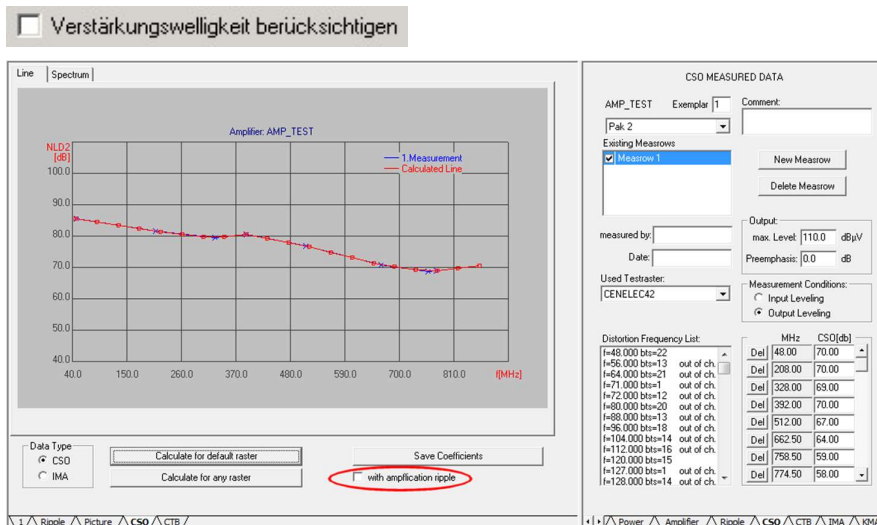 Verstärkungswelligkeit berücksichtigen
Line
Spectrum
Amplifier: AMP_TEST
NLD2
[dB]
1.Measurement
Calculated Line
100.0
90.0
80.0
70.0
60.0
50.0
40.0
40.0 150.0 260.0 370.0 480.0 590.0 700.0 810.0 f[MHz]
Data Type
CSO
IMA
Calculate for default raster
Calculate for any raster
Save Coefficients
with ampflication ripple
1 Ripple Picture CSO CTB
CSO MEASURED DATA
AMP_TEST Exemplar 1
Comment:
Pak 2
Existing Measrows
Measrow 1
New Measrow
Delete Measrow
measured by:
Date:
Output:
max. Level: 110.0 dBµV
Preemphasis: 0.0 dB
Used Testraster:
CENELEC42
Measurement Conditions:
Input Leveling
Output Leveling
Distortion Frequency List:
f=48.000 bts=22
f=56.000 bts=13 out of ch.
f=64.000 bts=21 out of ch.
f=71.000 bts=1 out of ch.
f=72.000 bts=12 out of ch.
f=80.000 bts=20 out of ch.
f=88.000 bts=13 out of ch.
f=96.000 bts=18 out of ch.
f=104.000 bts=14 out of ch.
f=112.000 bts=16 out of ch.
f=120.000 bts=15
f=127.000 bts=1 out of ch.
f=128.000 bts=14 out of ch.
MHz CSO[db]
Del 48.00 70.00
Del 208.00 70.00
Del 328.00 69.00
Del 392.00 70.00
Del 512.00 67.00
Del 662.50 64.00
Del 758.50 59.00
Del 774.50 58.00
Power Amplifier Ripple CSO CTB IMA